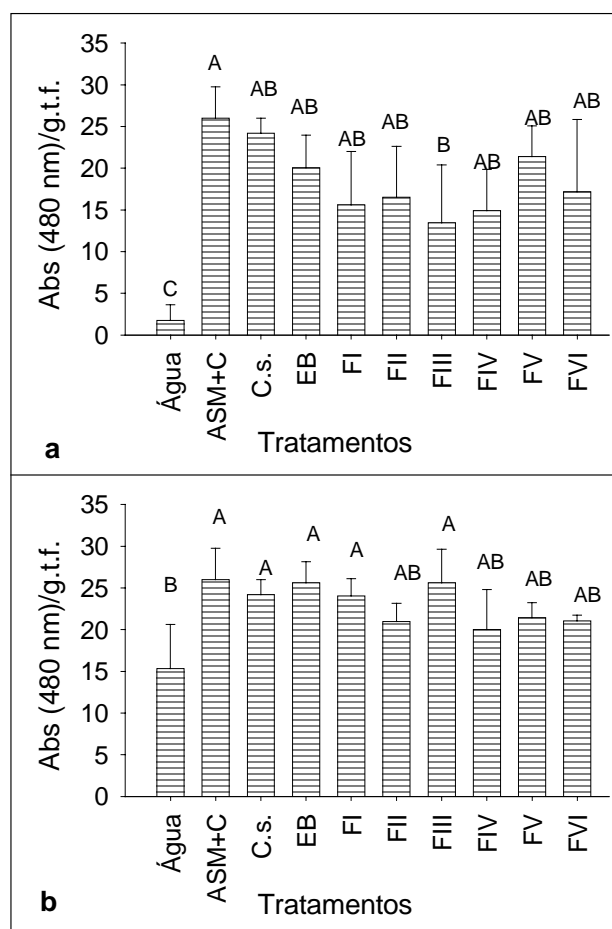 35
30
25
20
15
10
5
0
Abs (480 nm)/g.t.f.
C
A
AB
AB
AB
AB
B
AB
AB
AB
Água
ASM+C
C.s.
EB
FI
FII
FIII
FIV
FV
FVI
a
Tratamentos
35
30
25
20
15
10
5
0
Abs (480 nm)/g.t.f.
B
A
A
A
A
AB
A
AB
AB
AB
Água
ASM+C
C.s.
EB
FI
FII
FIII
FIV
FV
FVI
b
Tratamentos